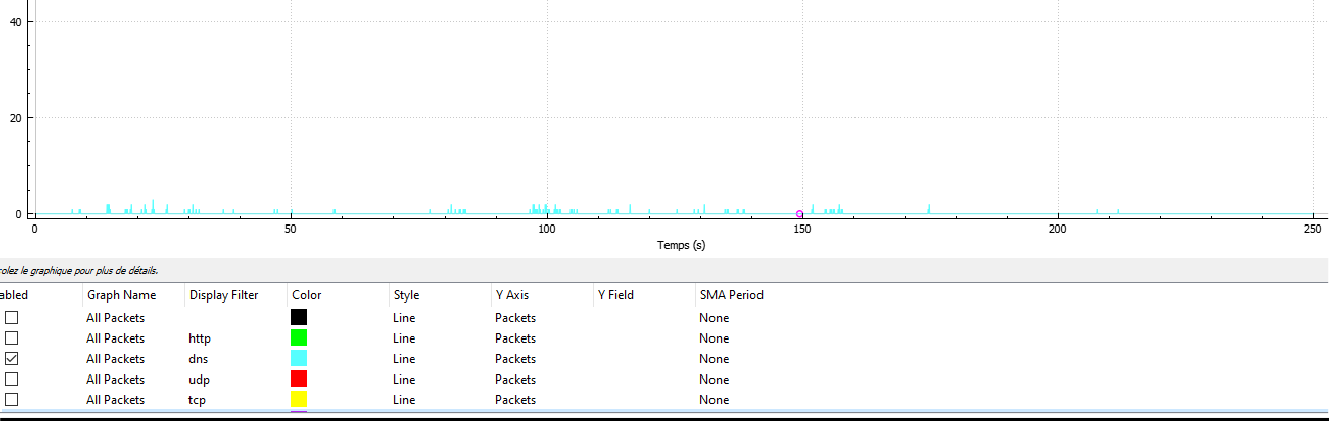 40
20
0
0 50 100 150 200 250
Temps (s)
rolez le graphique pour plus de détails.
abled Graph Name Display Filter Color Style Y Axis Y Field SMA Period
All Packets Line Packets None
All Packets http Line Packets None
All Packets dns Line Packets None
All Packets udp Line Packets None
All Packets tcp Line Packets None